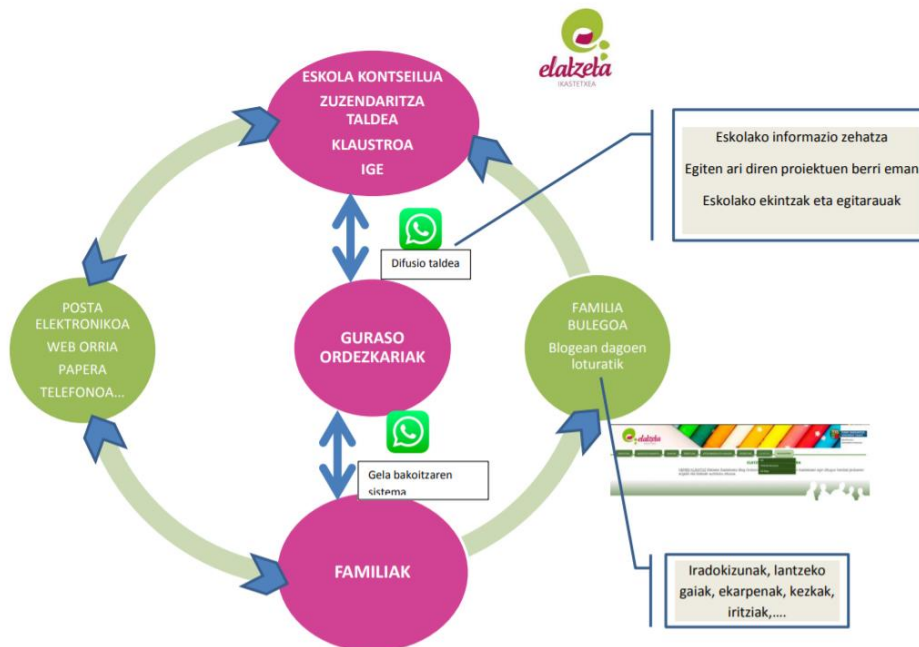 elatzeta
IKASTETXEA
ESKOLA KONTSEILUA
ZUZENDARITZA
TALDEA
KLAUSTROA
IGE
Eskolako informazio zehatza
Egiten ari diren proiektuen berri eman
Eskolako ekintzak eta egitarauak
Difusio taldea
POSTA
ELEKTRONIKOA
WEB ORRIA
PAPERA
TELEFONOA...
GURASO
ORDEZKARIAK
FAMILIA
BULEGOA
Blogean dagoen
loturatik
elatzeta
Gela bakoitzaren
sistema
FAMILIAK
Iradokizunak, lantzeko
gaiak, ekarpenak, kezkak,
iritziak,....